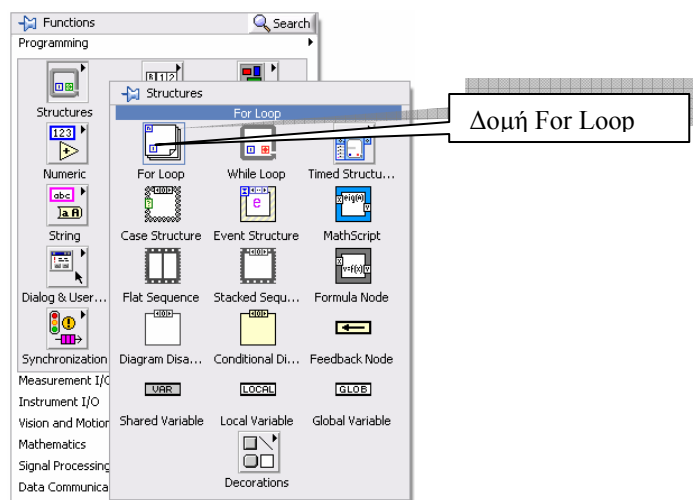 Functions
Search
Programming
Structures
Numeric
String
Dialog & User...
Synchronization
Measurement I/O
Instrument I/O
Vision and Motion
Mathematics
Signal Processing
Data Communica
Structures
For Loop
For Loop
While Loop
Timed Structu...
Case Structure
Event Structure
MathScript
Flat Sequence
Stacked Sequ...
Formula Node
Diagram Disa...
Conditional Di...
Feedback Node
VAR
LOCAL
GLOB
Shared Variable
Local Variable
Global Variable
Decorations
123
abc
a A
e
eig(A)
v=f(x)
Δομή For Loop